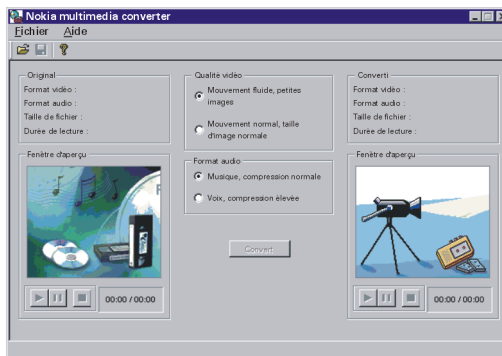 Nokia multimedia converter
Fichier Aide
Original
Format vidéo :
Format audio :
Taille de fichier :
Durée de lecture :
Fenêtre d'aperçu
00:00 / 00:00
Qualité vidéo
Mouvement fluide, petites
images
Mouvement normal, taille
d'image normale
Format audio
Musique, compression normale
Voix, compression élevée
Convert
Converti
Format vidéo :
Format audio :
Taille de fichier :
Durée de lecture :
Fenêtre d'aperçu
00:00 / 00:00